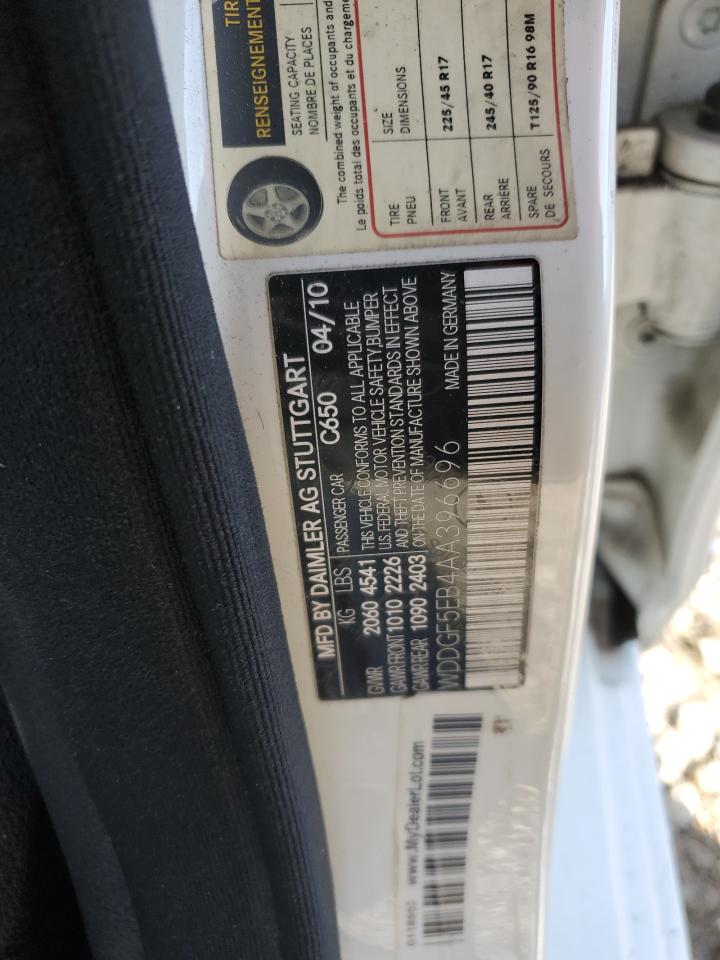 TIR
RENSEIGNEMENT
SEATING CAPACITY
NOMBRE DE PLACES
The combined weight of occupants and
Le poids total des occupants et du chargeme
TIRE SIZE
PNEU DIMENSIONS
FRONT 225/45 R17
AVANT
REAR 245/40 R17
ARRIÈRE
SPARE T125/90 R16 98M
DE SECOURS
MFD BY DAIMLER AG STUTTGART
C650 04/10
KG LBS PASSENGER CAR
GVWR 2060 4541 THIS VEHICLE CONFORMS TO ALL APPLICABLE
GAWR FRONT 1010 2226 U.S. FEDERAL MOTOR VEHICLE SAFETY, BUMPER
GAWR REAR 1090 2403 AND THEFT PREVENTION STANDARDS IN EFFECT
ON THE DATE OF MANUFACTURE SHOWN ABOVE
WDDGF5EB4AA396696 MADE IN GERMANY
www.MyDealerLot.com